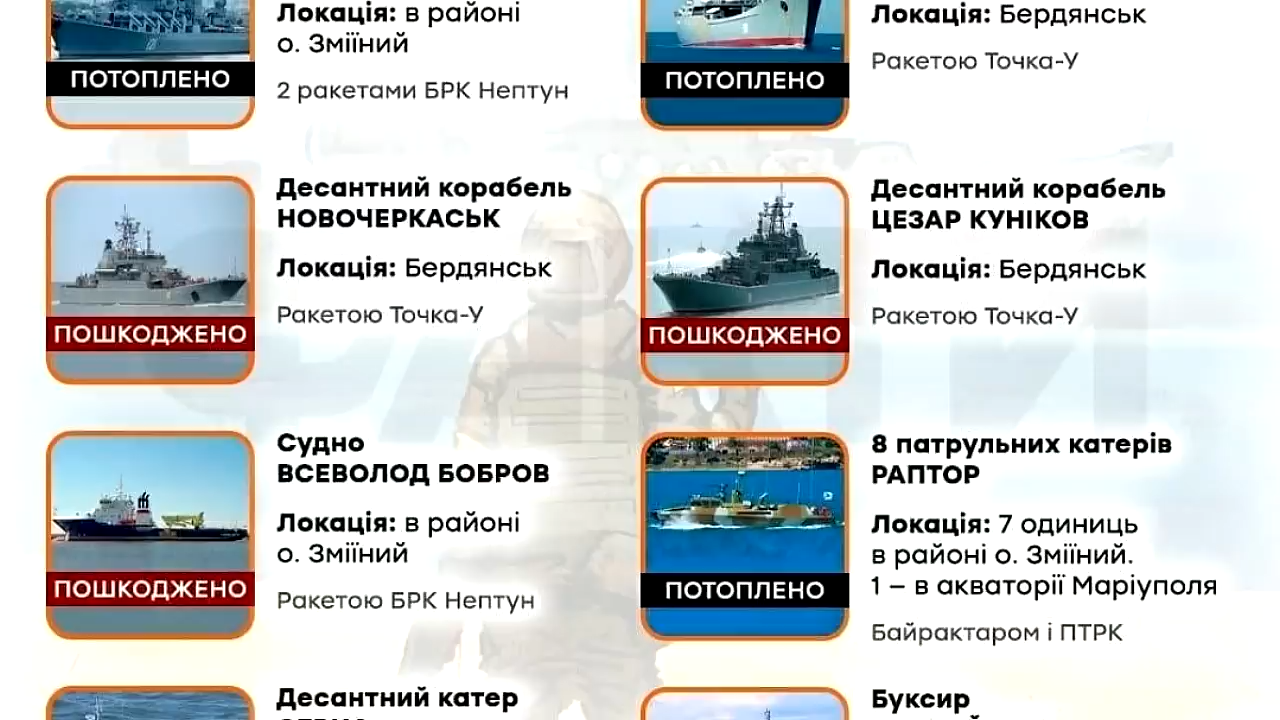 Локація: в районі
о. Зміїний
ПОТОПЛЕНО
2 ракетами БРК Нептун
Локація: Бердянськ
Ракетою Точка-У
ПОТОПЛЕНО
Десантний корабель
НОВОЧЕРКАСЬК
Локація: Бердянськ
Ракетою Точка-У
ПОШКОДЖЕНО
Десантний корабель
ЦЕЗАР КУНІКОВ
Локація: Бердянськ
Ракетою Точка-У
ПОШКОДЖЕНО
Судно
ВСЕВОЛОД БОБРОВ
Локація: в районі
о. Зміїний
ПОШКОДЖЕНО
Ракетою БРК Нептун
8 патрульних катерів
РАПТОР
Локація: 7 одиниць
в районі о. Зміїний.
1 – в акваторії Маріуполя
ПОТОПЛЕНО
Байрактаром і ПТРК
Десантний катер
Буксир